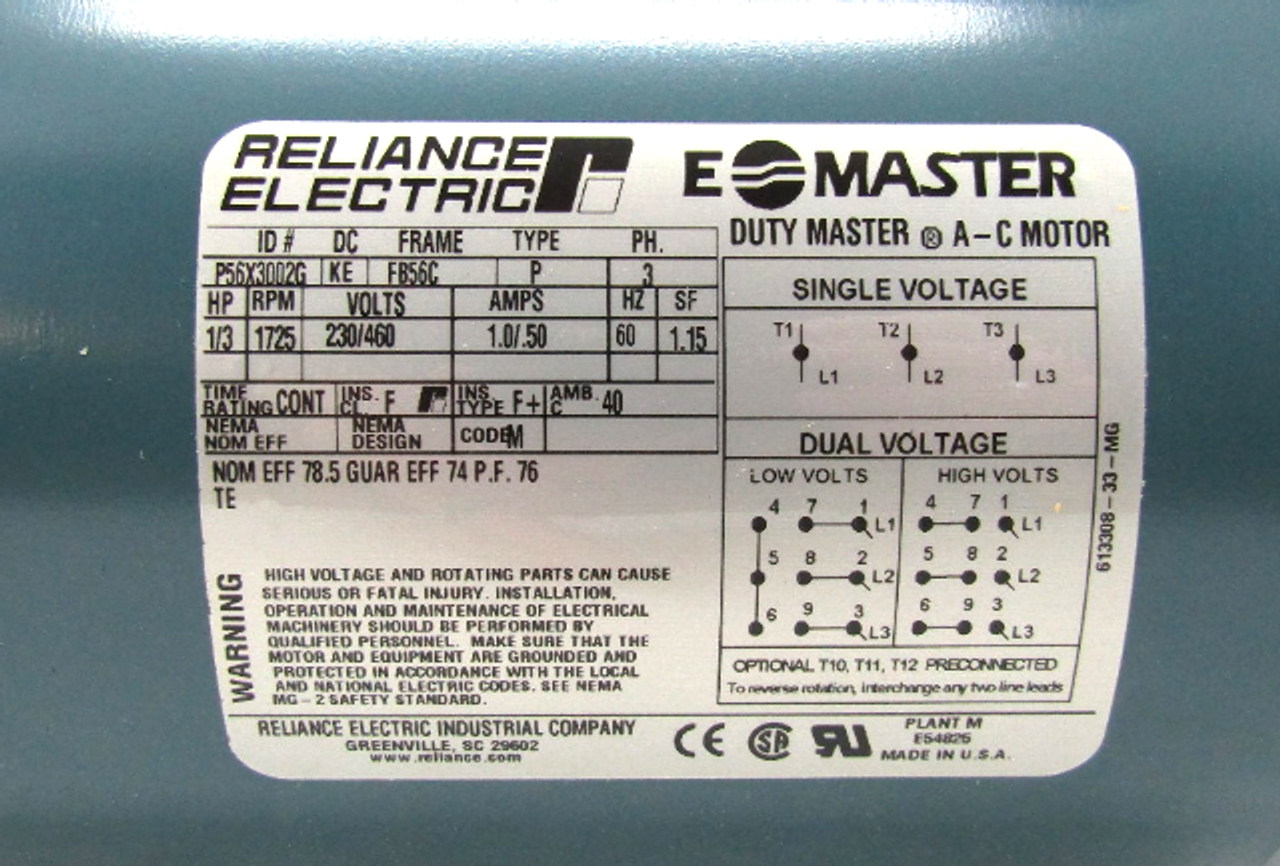 RELIANCE
ELECTRIC
E MASTER
DUTY MASTER ® A-C MOTOR
ID # DC FRAME TYPE PH.
P56X3002G KE FB56C P 3
HP RPM VOLTS AMPS HZ SF
1/3 1725 230/460 1.0/.50 60 1.15
TIME RATING CONT INS. CL. F INS. TYPE F+ AMB. C 40
NEMA NOM EFF NEMA DESIGN CODE M
NOM EFF 78.5 GUAR EFF 74 P.F. 76
TE
WARNING
HIGH VOLTAGE AND ROTATING PARTS CAN CAUSE
SERIOUS OR FATAL INJURY. INSTALLATION,
OPERATION AND MAINTENANCE OF ELECTRICAL
MACHINERY SHOULD BE PERFORMED BY
QUALIFIED PERSONNEL. MAKE SURE THAT THE
MOTOR AND EQUIPMENT ARE GROUNDED AND
PROTECTED IN ACCORDANCE WITH THE LOCAL
AND NATIONAL ELECTRIC CODES. SEE NEMA
MG-2 SAFETY STANDARD.
SINGLE VOLTAGE
T1 T2 T3
L1 L2 L3
DUAL VOLTAGE
LOW VOLTS HIGH VOLTS
4 7 1 L1 4 7 1 L1
5 8 2 L2 5 8 2 L2
6 9 3 L3 6 9 3 L3
OPTIONAL T10, T11, T12 PRECONNECTED
To reverse rotation, interchange any two line leads
613308-33-MG
RELIANCE ELECTRIC INDUSTRIAL COMPANY
GREENVILLE, SC 29602
www.reliance.com
CE SA RU
PLANT M
E54825
MADE IN U.S.A.